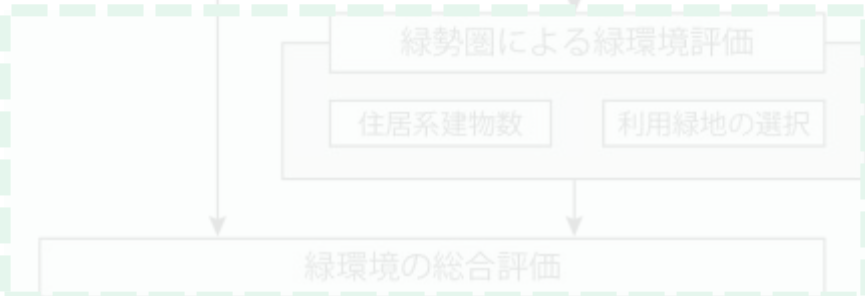 緑勢圏による緑環境評価
住居系建物数
利用緑地の選択
緑環境の総合評価